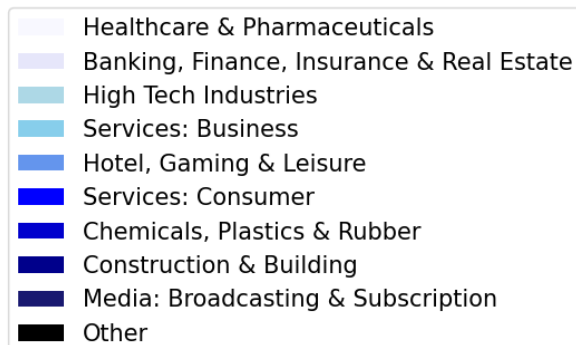 Healthcare & Pharmaceuticals
Banking, Finance, Insurance & Real Estate
High Tech Industries
Services: Business
Hotel, Gaming & Leisure
Services: Consumer
Chemicals, Plastics & Rubber
Construction & Building
Media: Broadcasting & Subscription
Other